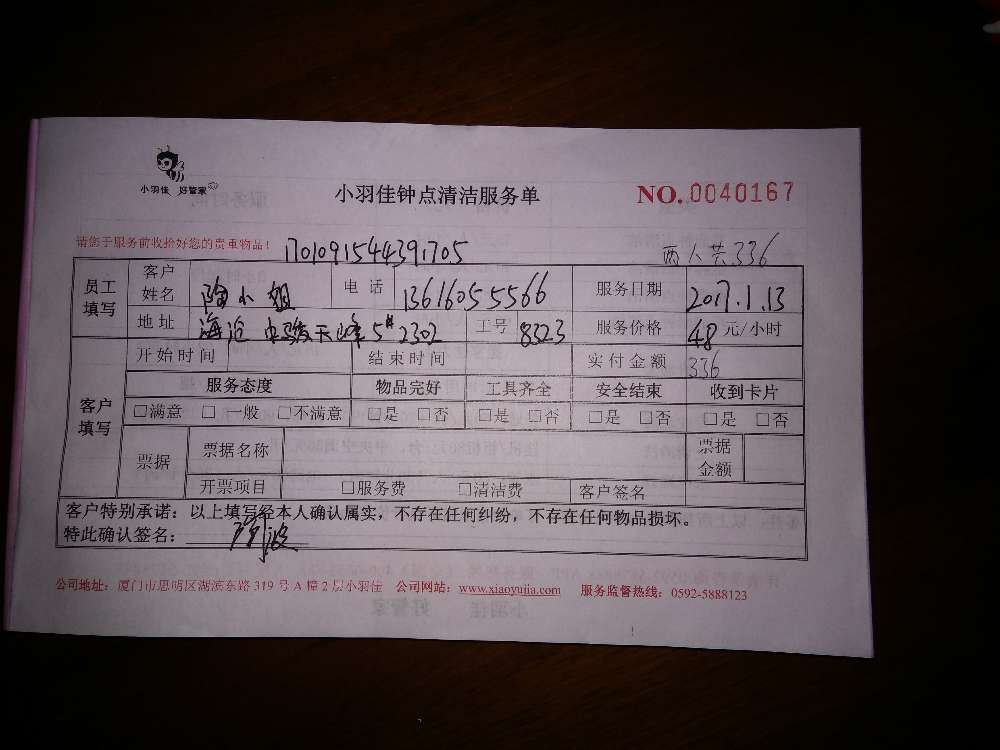 小羽佳 好管家
小羽佳钟点清洁服务单
NO.0040167
请您于服务前收拾好您的贵重物品!
1701091544391705
两人共336
员工填写 客户姓名 陶小姐 电话 13616055566 服务日期 2017.1.13
地址 海沧 中骏天峰5#2302 工号 8323 服务价格 48元/小时
客户填写 开始时间 结束时间 实付金额 336
服务态度 物品完好 工具齐全 安全结束 收到卡片
□满意 □一般 □不满意 □是 □否 □是 □否 □是 □否 □是 □否
票据 票据名称 票据金额
开票项目 □服务费 □清洁费 客户签名
客户特别承诺：以上填写经本人确认属实，不存在任何纠纷，不存在任何物品损坏。
特此确认签名：
公司地址：厦门市思明区湖滨东路 319 号 A 幢 2 层小羽佳 公司网站：www.xiaoyujia.com 服务监督热线：0592-5888123